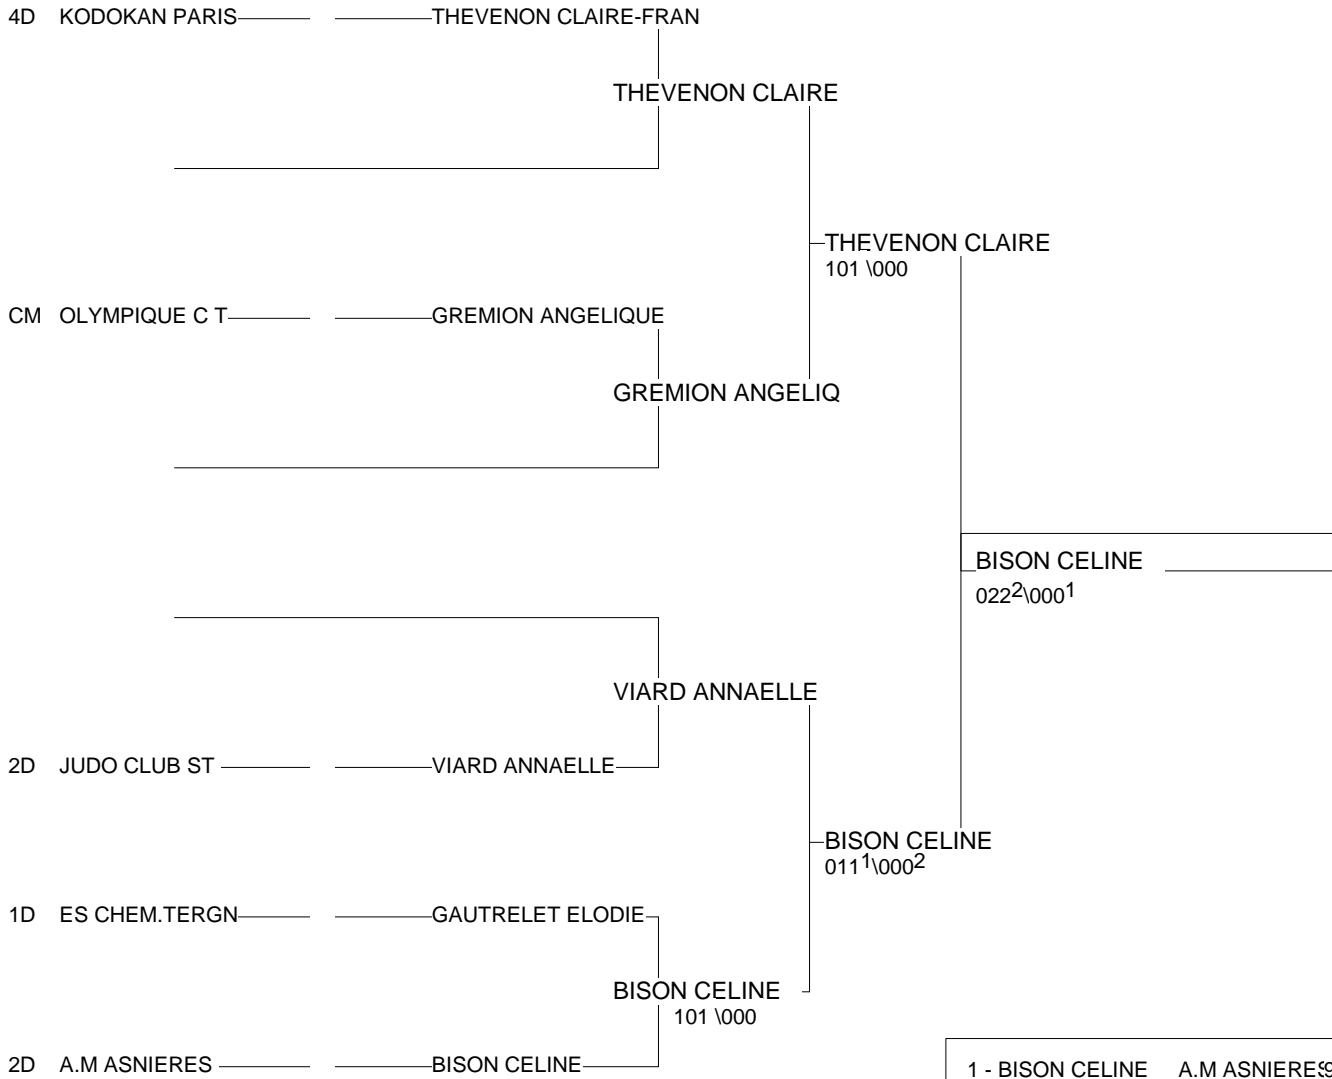 4D KODOKAN PARIS THEVENON CLAIRE-FRAN
THEVENON CLAIRE
THEVENON CLAIRE
101 \000
CM OLYMPIQUE C T GREMION ANGELIQUE
GREMION ANGELIQ
BISON CELINE
022²\000¹
VIARD ANNAELLE
2D JUDO CLUB ST VIARD ANNAELLE
BISON CELINE
011¹\000²
1D ES CHEM.TERGN GAUTRELET ELODIE
BISON CELINE
101 \000
2D A.M ASNIERES BISON CELINE
1 - BISON CELINE A.M ASNIERES